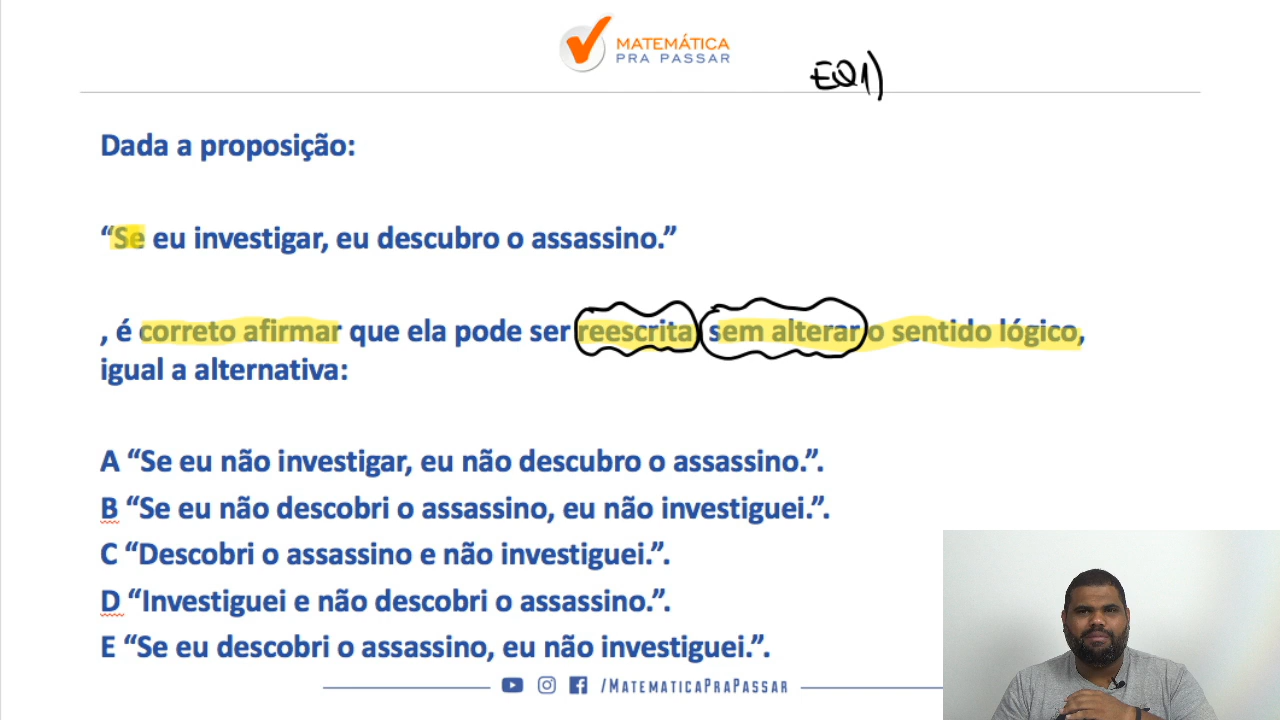 MATEMÁTICA
PRA PASSAR
EQ1)
Dada a proposição:
“Se eu investigar, eu descubro o assassino.”
, é correto afirmar que ela pode ser reescrita sem alterar o sentido lógico,
igual a alternativa:
A “Se eu não investigar, eu não descubro o assassino.”.
B “Se eu não descobri o assassino, eu não investiguei.”.
C “Descobri o assassino e não investiguei.”.
D “Investiguei e não descobri o assassino.”.
E “Se eu descobri o assassino, eu não investiguei.”.
/MatematicaPraPassar